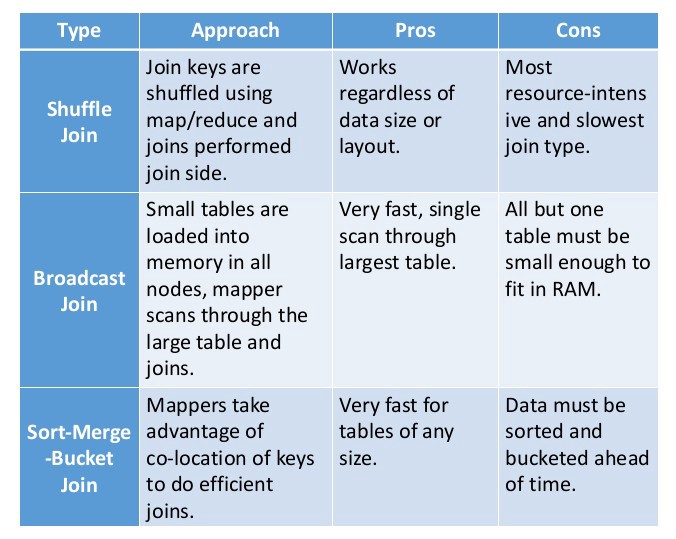 Type
Approach
Pros
Cons
Shuffle
Join
Join keys are
shuffled using
map/reduce and
joins performed
join side.
Works
regardless of
data size or
layout.
Most
resource-intens
ive and slowest
join type.
Broadcast
Join
Small tables are
loaded into
memory in all
nodes, mapper
scans through the
large table and
joins.
Very fast, single
scan through
largest table.
All but one
table must be
small enough to
fit in RAM.
Sort-Merge
-Bucket
Join
Mappers take
advantage of
co-location of keys
to do efficient
joins.
Very fast for
tables of any
size.
Data must be
sorted and
bucketed ahead
of time.